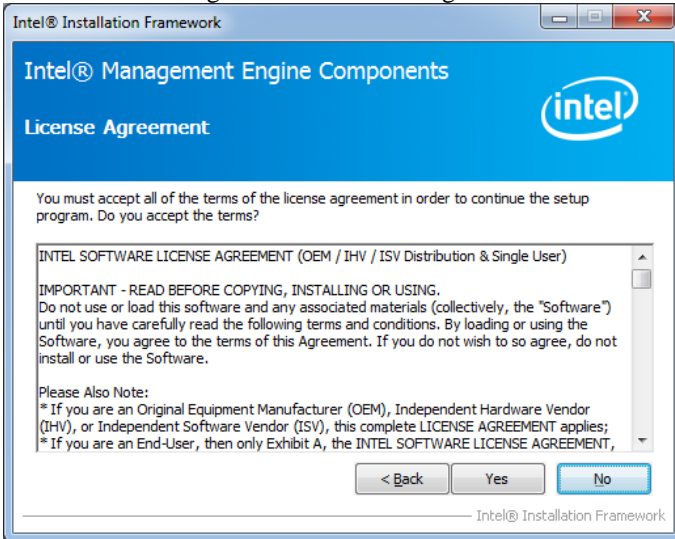 Intel® Installation Framework
Intel® Management Engine Components
License Agreement
intel®
You must accept all of the terms of the license agreement in order to continue the setup
program. Do you accept the terms?
INTEL SOFTWARE LICENSE AGREEMENT (OEM / IHV / ISV Distribution & Single User)
IMPORTANT - READ BEFORE COPYING, INSTALLING OR USING.
Do not use or load this software and any associated materials (collectively, the "Software")
until you have carefully read the following terms and conditions. By loading or using the
Software, you agree to the terms of this Agreement. If you do not wish to so agree, do not
install or use the Software.
Please Also Note:
* If you are an Original Equipment Manufacturer (OEM), Independent Hardware Vendor
(IHV), or Independent Software Vendor (ISV), this complete LICENSE AGREEMENT applies;
* If you are an End-User, then only Exhibit A, the INTEL SOFTWARE LICENSE AGREEMENT,
< Back Yes No
Intel® Installation Framework